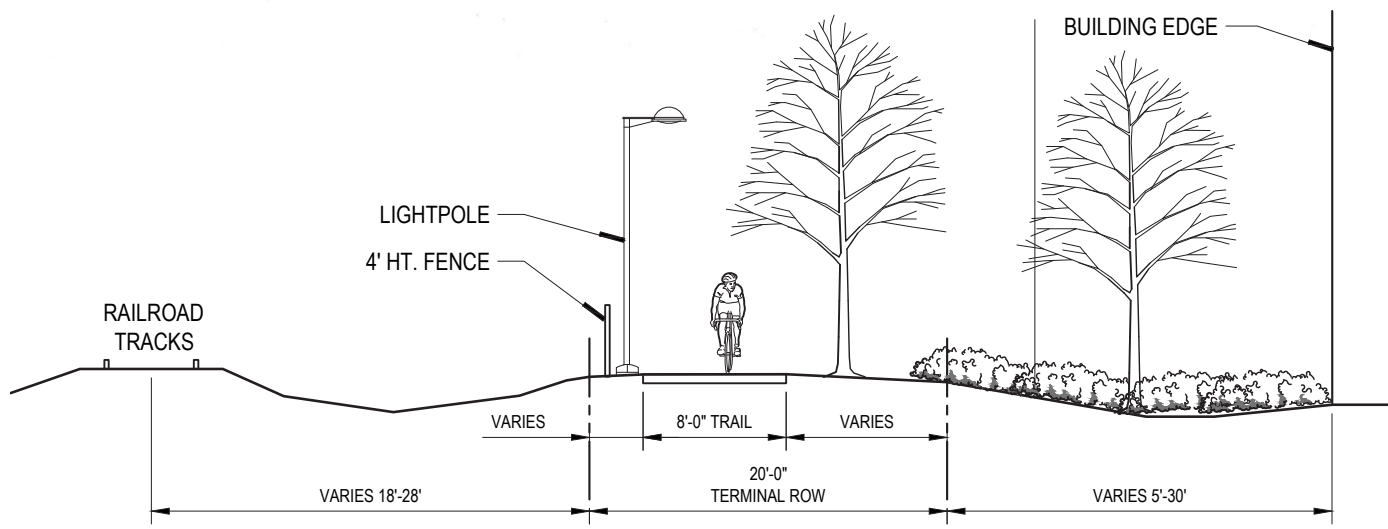 BUILDING EDGE
LIGHTPOLE
4' HT. FENCE
RAILROAD
TRACKS
VARIES
8'-0" TRAIL
VARIES
20'-0"
TERMINAL ROW
VARIES 18'-28'
VARIES 5'-30'